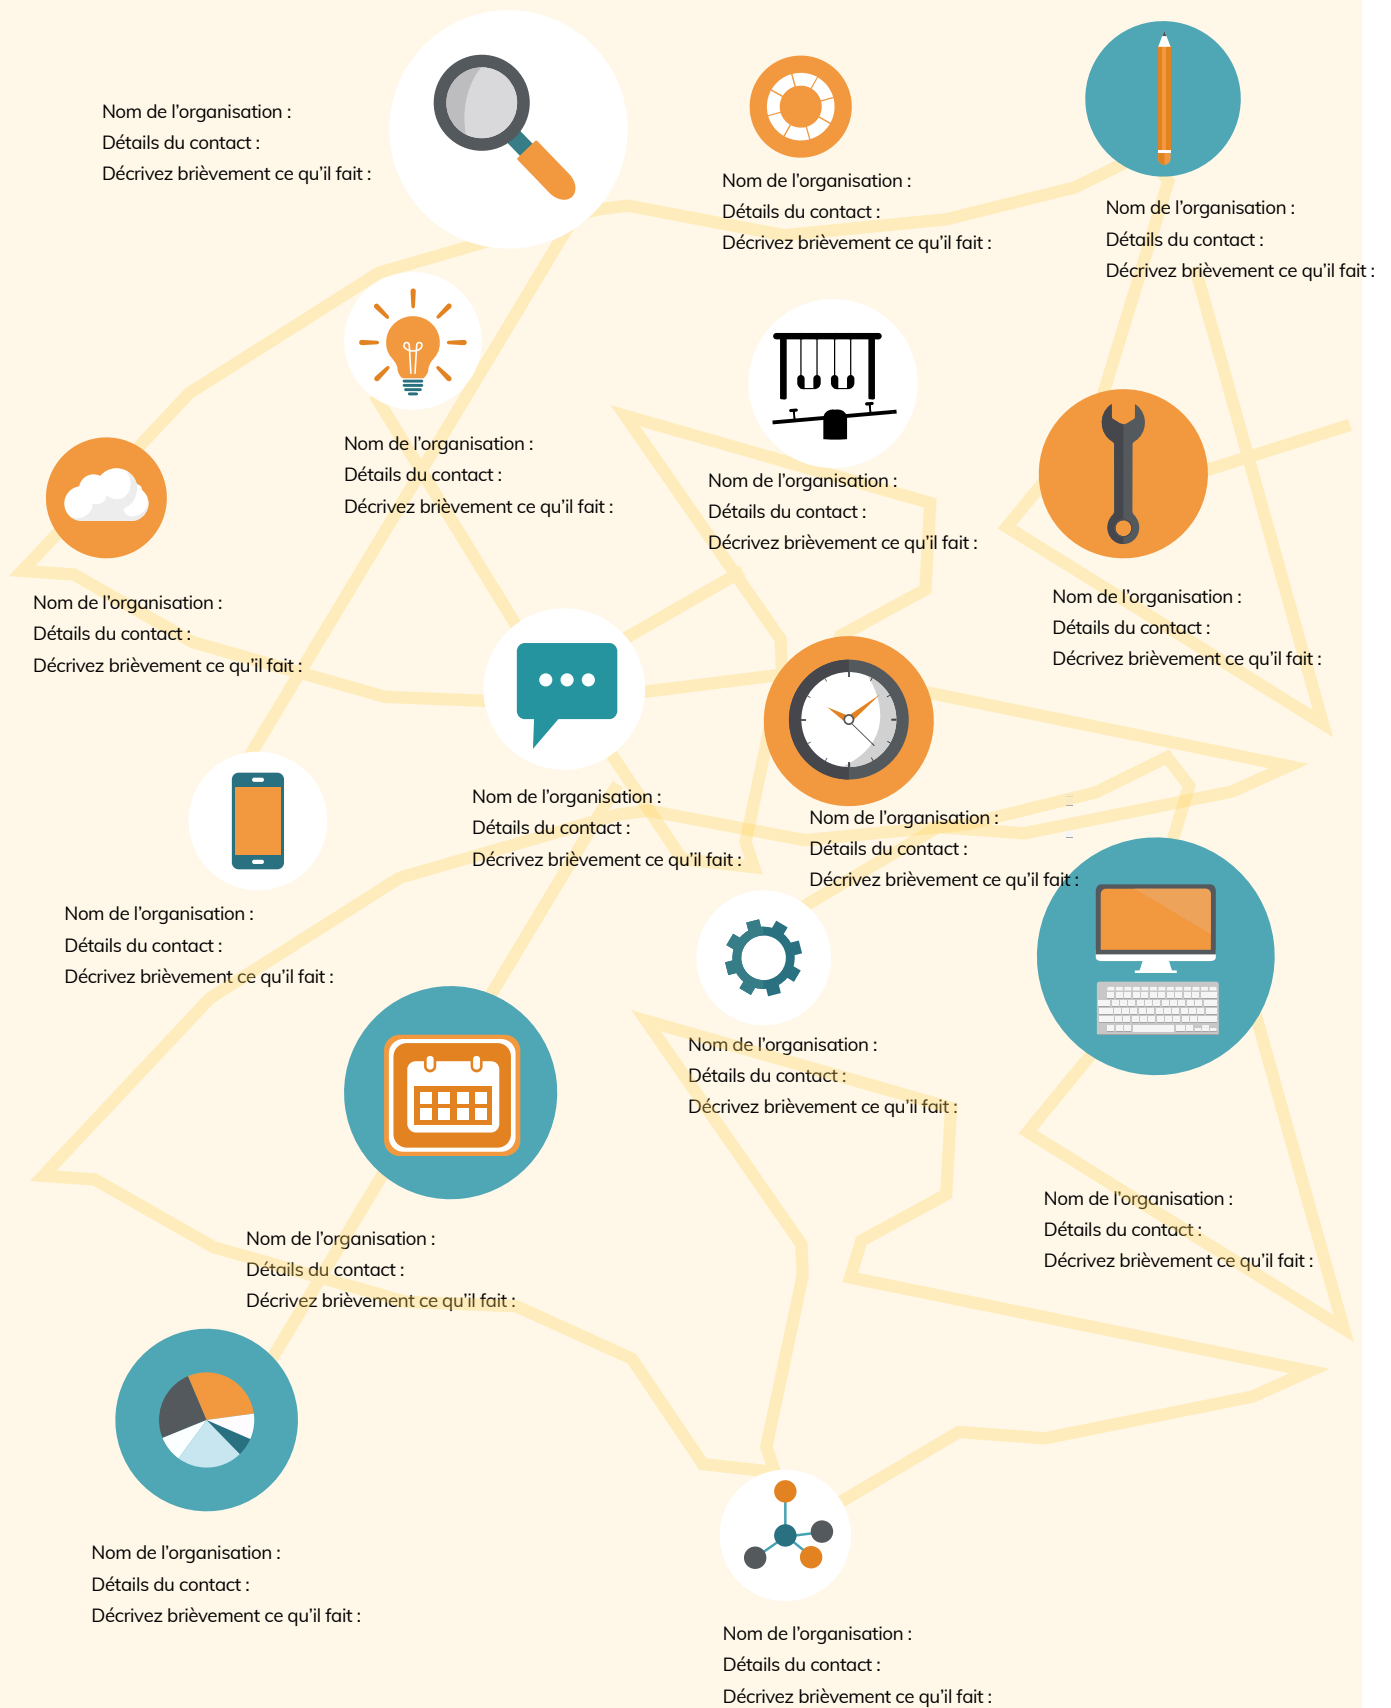 Nom de l’organisation :
Détails du contact :
Décrivez brièvement ce qu’il fait :
Nom de l’organisation :
Détails du contact :
Décrivez brièvement ce qu’il fait :
Nom de l’organisation :
Détails du contact :
Décrivez brièvement ce qu’il fait :
Nom de l’organisation :
Détails du contact :
Décrivez brièvement ce qu’il fait :
Nom de l’organisation :
Détails du contact :
Décrivez brièvement ce qu’il fait :
Nom de l’organisation :
Détails du contact :
Décrivez brièvement ce qu’il fait :
Nom de l’organisation :
Détails du contact :
Décrivez brièvement ce qu’il fait :
Nom de l’organisation :
Détails du contact :
Décrivez brièvement ce qu’il fait :
Nom de l’organisation :
Détails du contact :
Décrivez brièvement ce qu’il fait :
Nom de l’organisation :
Détails du contact :
Décrivez brièvement ce qu’il fait :
Nom de l’organisation :
Détails du contact :
Décrivez brièvement ce qu’il fait :
Nom de l’organisation :
Détails du contact :
Décrivez brièvement ce qu’il fait :
Nom de l’organisation :
Détails du contact :
Décrivez brièvement ce qu’il fait :
Nom de l’organisation :
Détails du contact :
Décrivez brièvement ce qu’il fait :
Nom de l’organisation :
Détails du contact :
Décrivez brièvement ce qu’il fait :